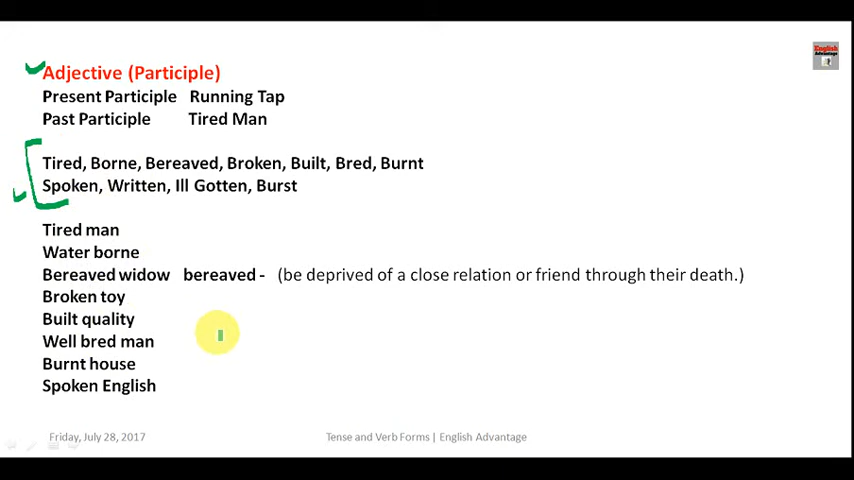 English
Advantage
Adjective (Participle)
Present Participle Running Tap
Past Participle Tired Man
Tired, Borne, Bereaved, Broken, Built, Bred, Burnt
Spoken, Written, Ill Gotten, Burst
Tired man
Water borne
Bereaved widow bereaved - (be deprived of a close relation or friend through their death.)
Broken toy
Built quality
Well bred man
Burnt house
Spoken English
Friday, July 28, 2017 Tense and Verb Forms | English Advantage